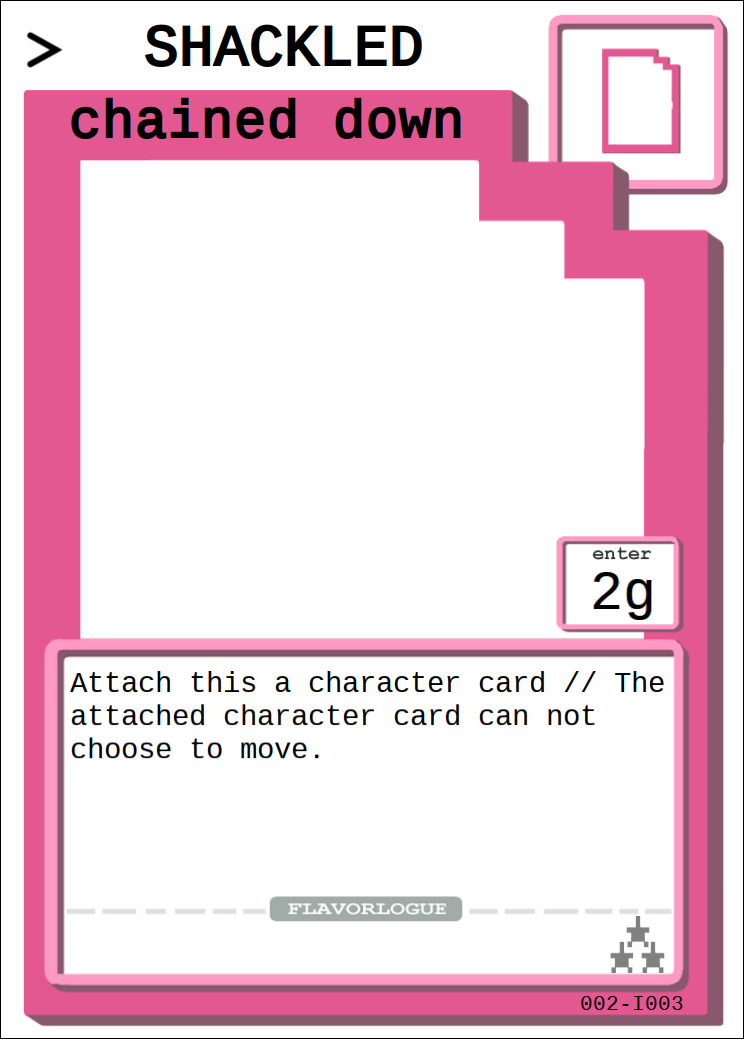 > SHACKLED
chained down
enter
2g
Attach this a character card // The
attached character card can not
choose to move.
FLAVORLOGUE
002-I003